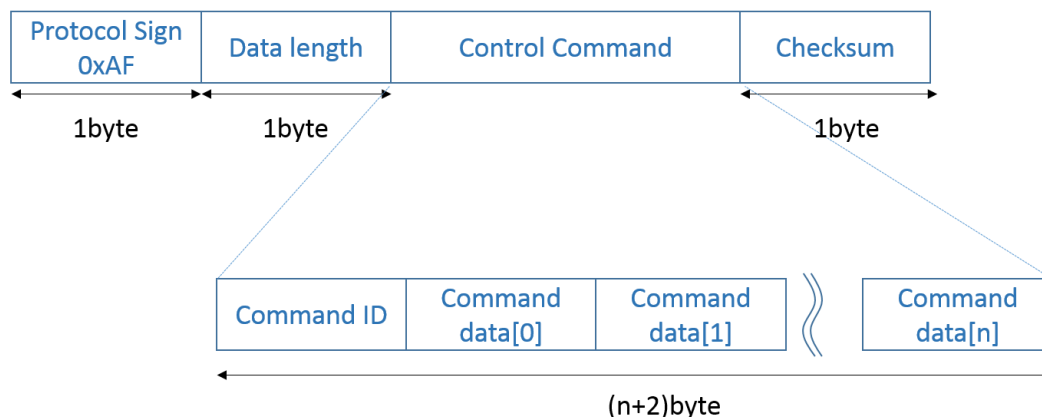 Protocol Sign
0xAF
Data length
Control Command
Checksum
1byte
1byte
1byte
Command ID
Command
data[0]
Command
data[1]
Command
data[n]
(n+2)byte